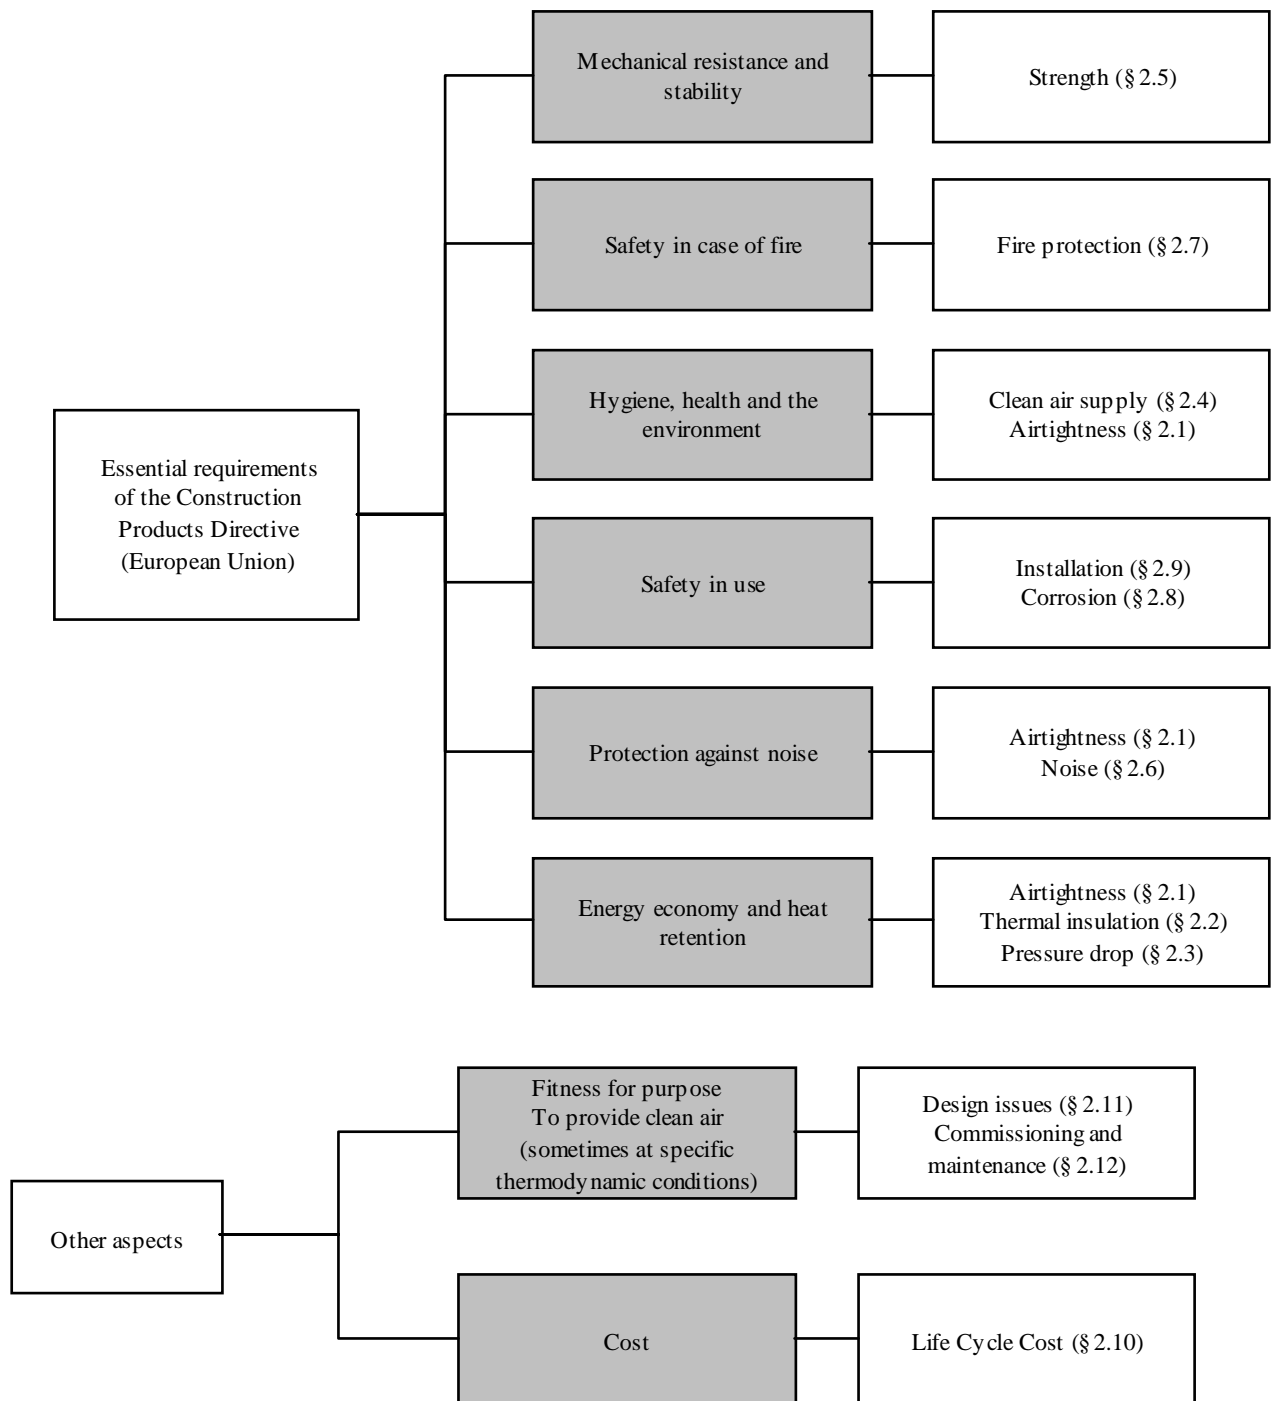 Mechanical resistance and
stability
Strength (§ 2.5)
Safety in case of fire
Fire protection (§ 2.7)
Hygiene, health and the
environment
Clean air supply (§ 2.4)
Airtightness (§ 2.1)
Essential requirements
of the Construction
Products Directive
(European Union)
Safety in use
Installation (§ 2.9)
Corrosion (§ 2.8)
Protection against noise
Airtightness (§ 2.1)
Noise (§ 2.6)
Energy economy and heat
retention
Airtightness (§ 2.1)
Thermal insulation (§ 2.2)
Pressure drop (§ 2.3)
Other aspects
Fitness for purpose
To provide clean air
(sometimes at specific
thermodynamic conditions)
Design issues (§ 2.11)
Commissioning and
maintenance (§ 2.12)
Cost
Life Cycle Cost (§ 2.10)